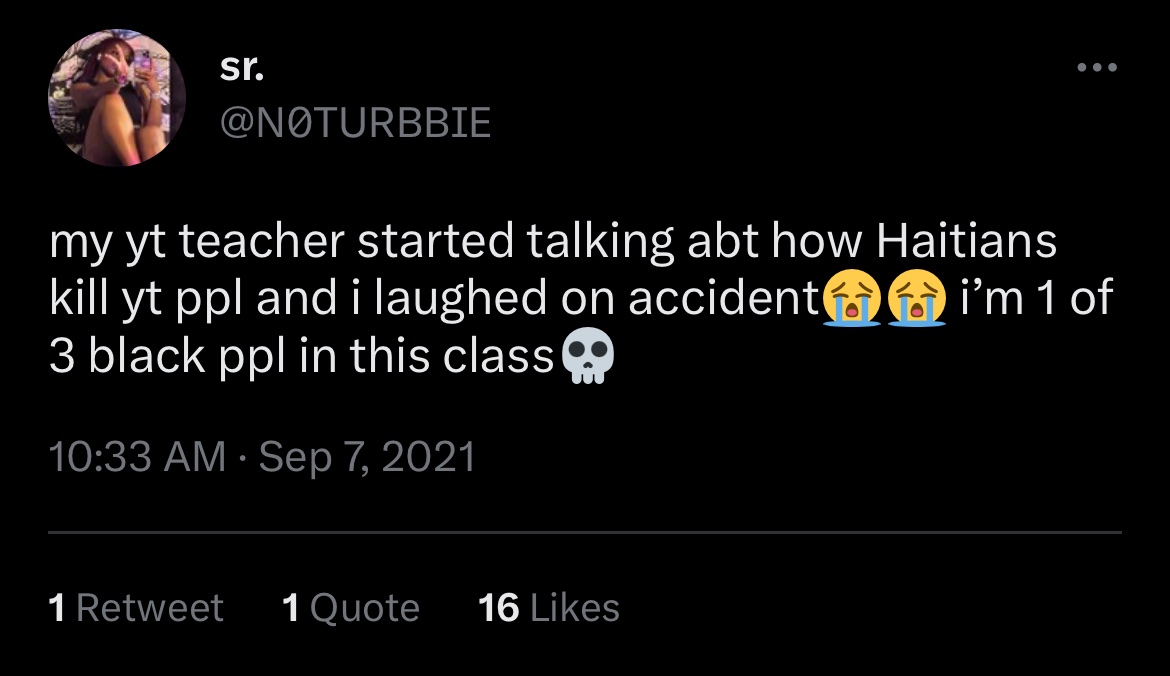 sr.
@N0TURBBIE
my yt teacher started talking abt how Haitians
kill yt ppl and i laughed on accident😭😭 i’m 1 of
3 black ppl in this class💀
10:33 AM · Sep 7, 2021
1 Retweet 1 Quote 16 Likes